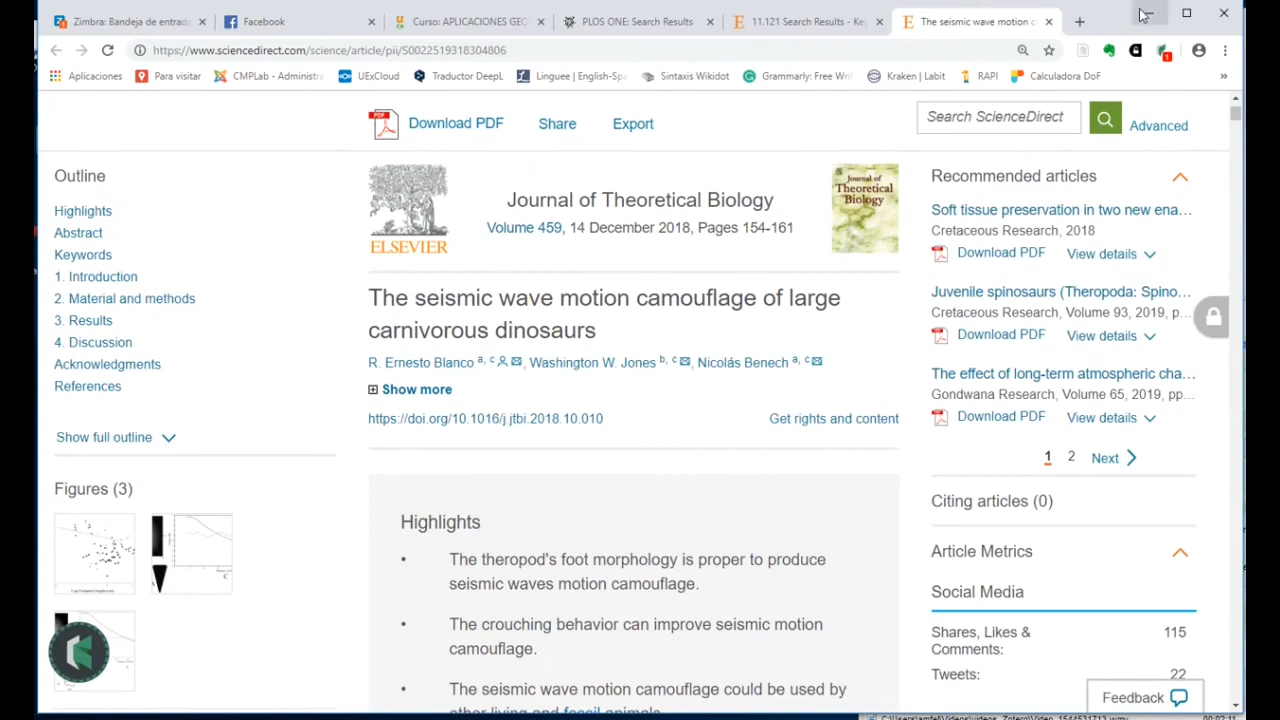 Zimbra: Bandeja de entrad
Facebook
Curso: APLICACIONES GEO
PLOS ONE: Search Results
11.121 Search Results - Key
The seismic wave motion c
https://www.sciencedirect.com/science/article/pii/S0022519318304806
Aplicaciones
Para visitar
CMPLab - Administra
UExCloud
Traductor DeepL
Linguee | English-Spa
Sintaxis Wikidot
Grammarly: Free Writ
Kraken | Labit
RAPI
Calculadora DoF
»
Download PDF
Share
Export
Search ScienceDirect
Advanced
Outline
Highlights
Abstract
Keywords
1. Introduction
2. Material and methods
3. Results
4. Discussion
Acknowledgments
References
Show full outline
Figures (3)
ELSEVIER
Journal of Theoretical Biology
Volume 459, 14 December 2018, Pages 154-161
Journal of
Theoretical
Biology
The seismic wave motion camouflage of large
carnivorous dinosaurs
R. Ernesto Blanco a, c, Washington W. Jones b, c, Nicolás Benech a, c
Show more
https://doi.org/10.1016/j.jtbi.2018.10.010
Get rights and content
Highlights
• The theropod's foot morphology is proper to produce
seismic waves motion camouflage.
• The crouching behavior can improve seismic motion
camouflage.
• The seismic wave motion camouflage could be used by
other living and fossil animals.
Recommended articles
Soft tissue preservation in two new ena…
Cretaceous Research, 2018
Download PDF
View details
Juvenile spinosaurs (Theropoda: Spino…
Cretaceous Research, Volume 93, 2019, p…
Download PDF
View details
The effect of long-term atmospheric cha…
Gondwana Research, Volume 65, 2019, pp…
Download PDF
View details
1 2 Next
Citing articles (0)
Article Metrics
Social Media
Shares, Likes &
Comments:
115
Tweets:
22
Feedback